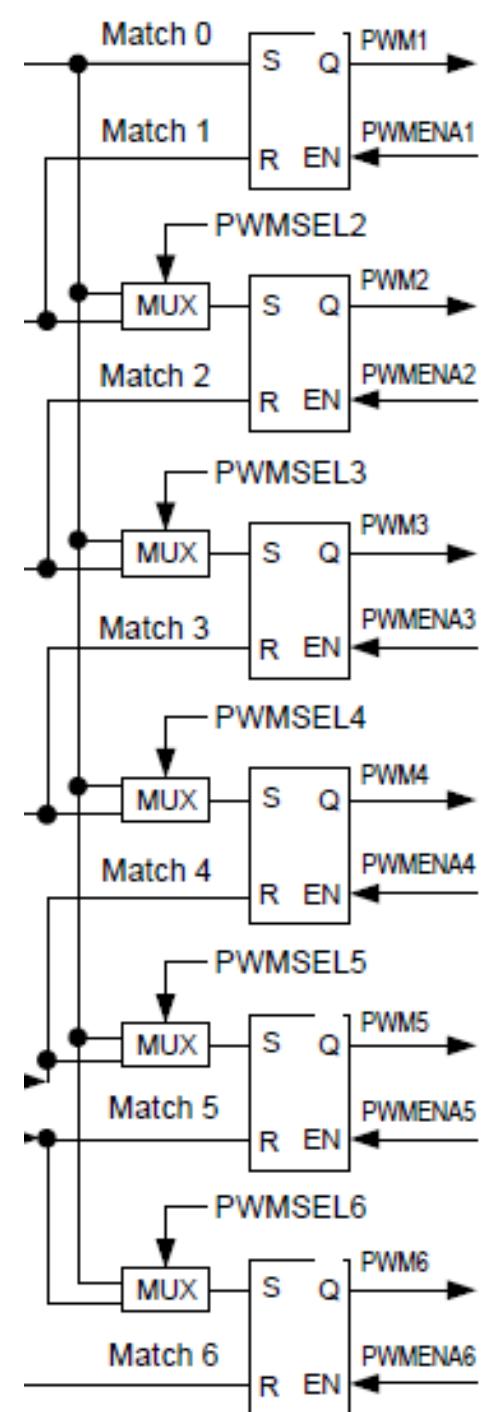 Match 0
PWM1
S Q
Match 1
PWMENA1
R EN
PWMSEL2
PWM2
MUX
S Q
Match 2
PWMENA2
R EN
PWMSEL3
PWM3
MUX
S Q
Match 3
PWMENA3
R EN
PWMSEL4
PWM4
MUX
S Q
Match 4
PWMENA4
R EN
PWMSEL5
PWM5
MUX
S Q
Match 5
PWMENA5
R EN
PWMSEL6
PWM6
MUX
S Q
Match 6
PWMENA6
R EN